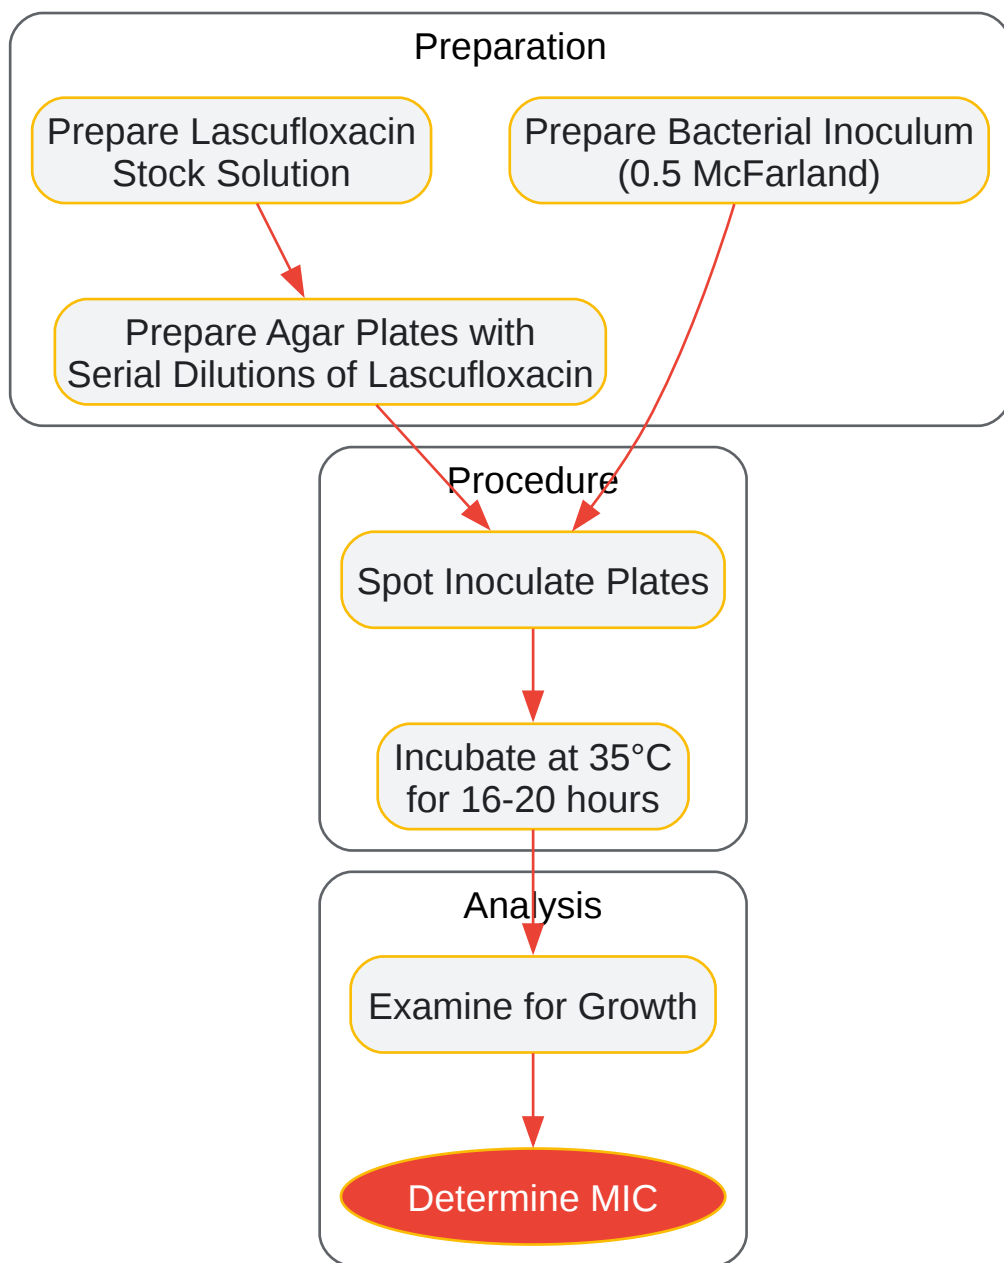 Preparation
Prepare Lascufloxacin
Stock Solution
Prepare Bacterial Inoculum
(0.5 McFarland)
Prepare Agar Plates with
Serial Dilutions of Lascufloxacin
Procedure
Spot Inoculate Plates
Incubate at 35°C
for 16-20 hours
Analysis
Examine for Growth
Determine MIC